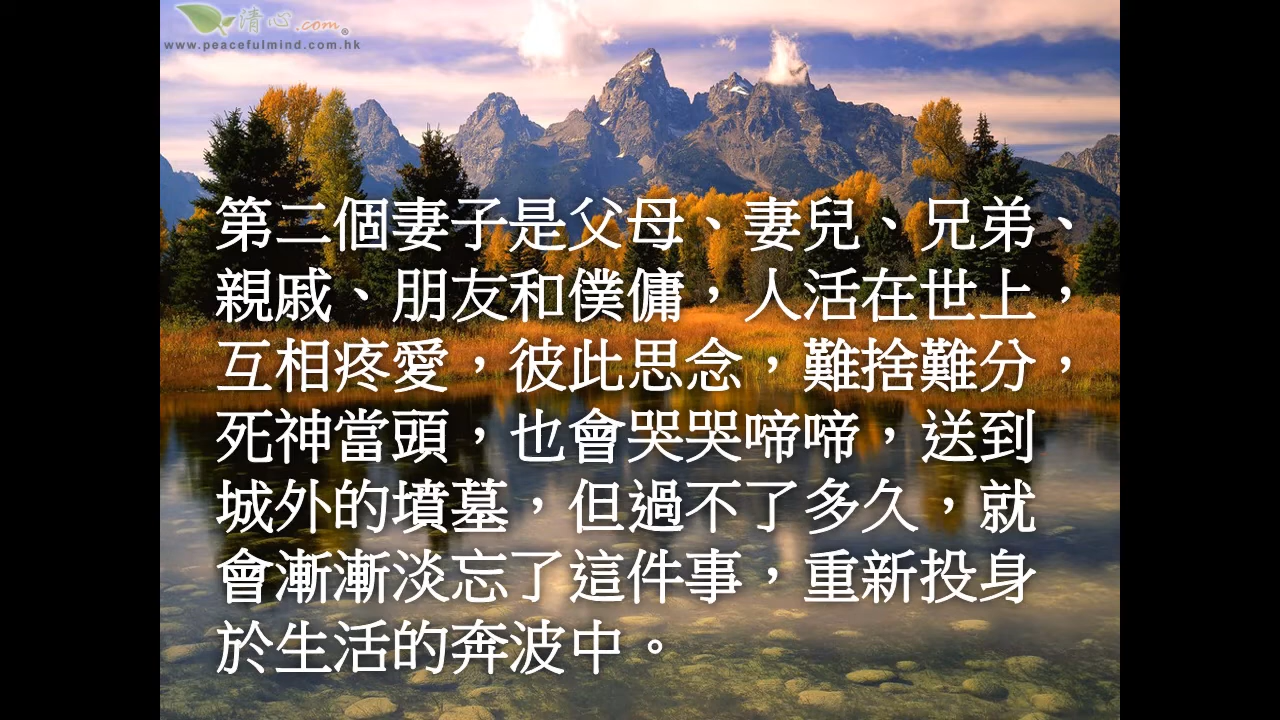 清心.com®
www.peacefulmind.com.hk
第二個妻子是父母、妻兒、兄弟、
親戚、朋友和僕傭，人活在世上，
互相疼愛，彼此思念，難捨難分，
死神當頭，也會哭哭啼啼，送到
城外的墳墓，但過不了多久，就
會漸漸淡忘了這件事，重新投身
於生活的奔波中。